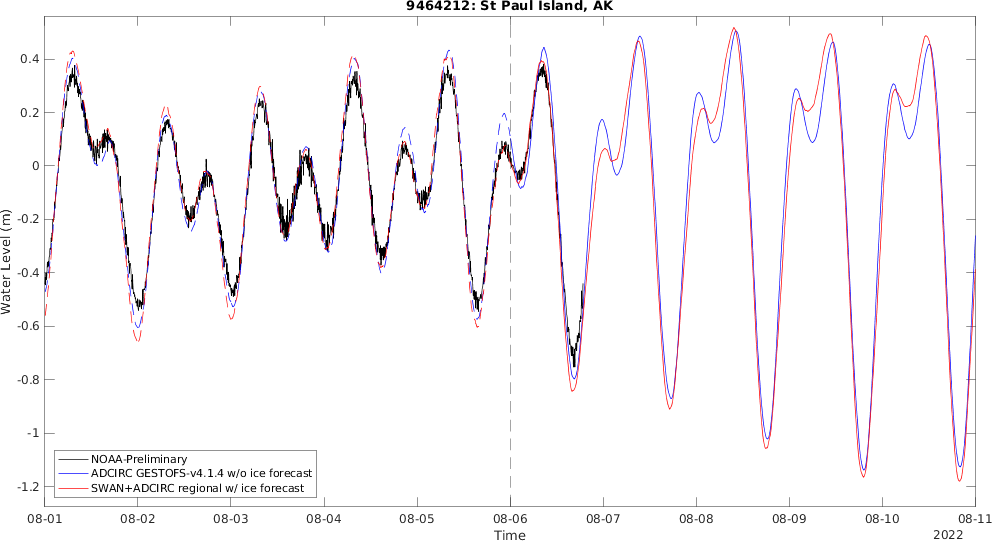 9464212: St Paul Island, AK
Water Level (m)
0.4
0.2
0
-0.2
-0.4
-0.6
-0.8
-1
-1.2
NOAA-Preliminary
ADCIRC GESTOFS-v4.1.4 w/o ice forecast
SWAN+ADCIRC regional w/ ice forecast
08-01 08-02 08-03 08-04 08-05 08-06 08-07 08-08 08-09 08-10 08-11
Time
2022